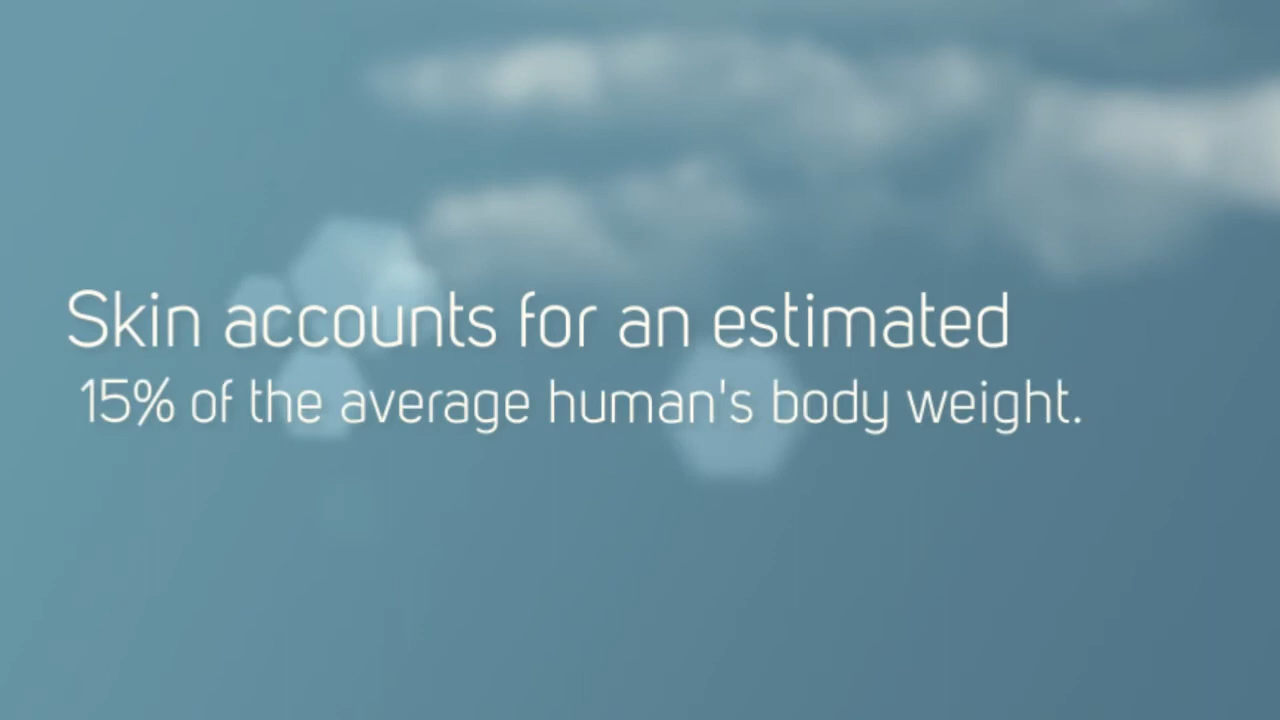 Skin accounts for an estimated
15% of the average human's body weight.